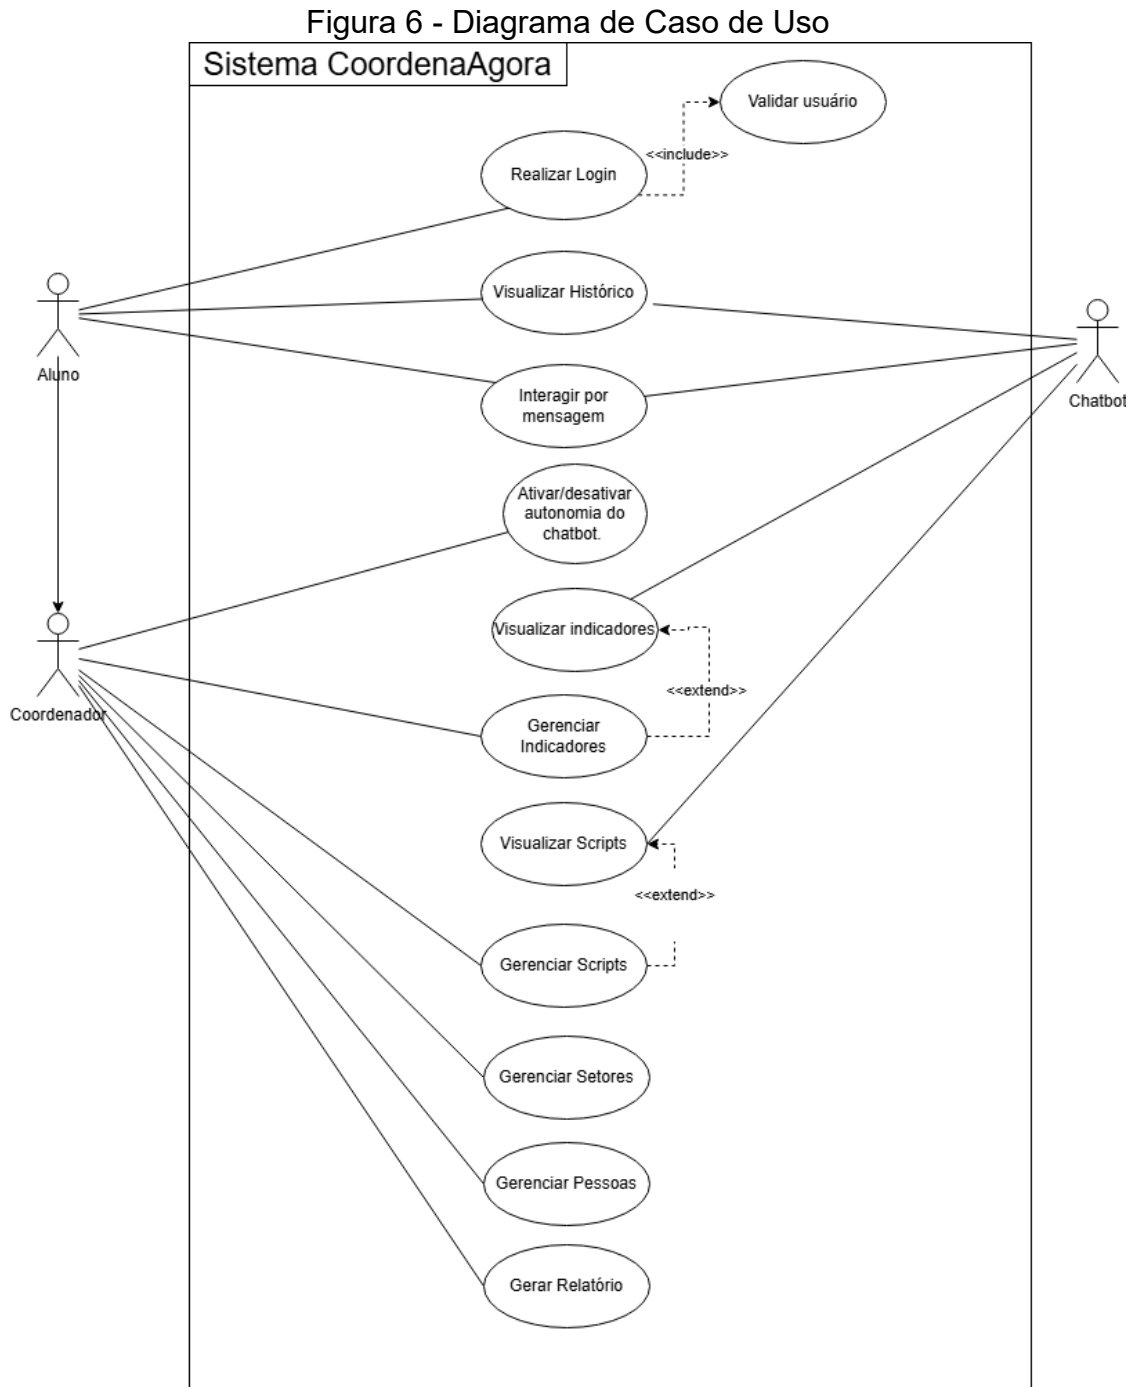 Figura 6 - Diagrama de Caso de Uso
Sistema CoordenaAgora
Validar usuário
<<include>>
Realizar Login
Visualizar Histórico
Aluno
Interagir por
mensagem
Chatbot
Ativar/desativar
autonomia do
chatbot.
Visualizar indicadores
<<extend>>
Coordenador
Gerenciar
Indicadores
Visualizar Scripts
<<extend>>
Gerenciar Scripts
Gerenciar Setores
Gerenciar Pessoas
Gerar Relatório